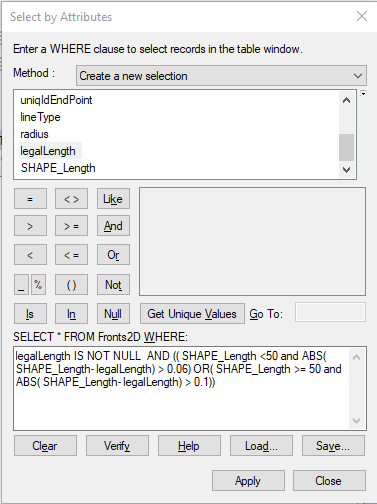 Select by Attributes
Enter a WHERE clause to select records in the table window.
Method : Create a new selection
uniqIdEndPoint
lineType
radius
legalLength
SHAPE_Length
= < > Like
> > = And
< < = Or
_ % ( ) Not
Is In Null Get Unique Values Go To:
SELECT * FROM Fronts2D WHERE:
legalLength IS NOT NULL  AND (( SHAPE_Length <50 and ABS(
SHAPE_Length- legalLength) > 0.06) OR( SHAPE_Length >= 50 and
ABS( SHAPE_Length- legalLength) > 0.1))
Clear Verify Help Load... Save...
Apply Close